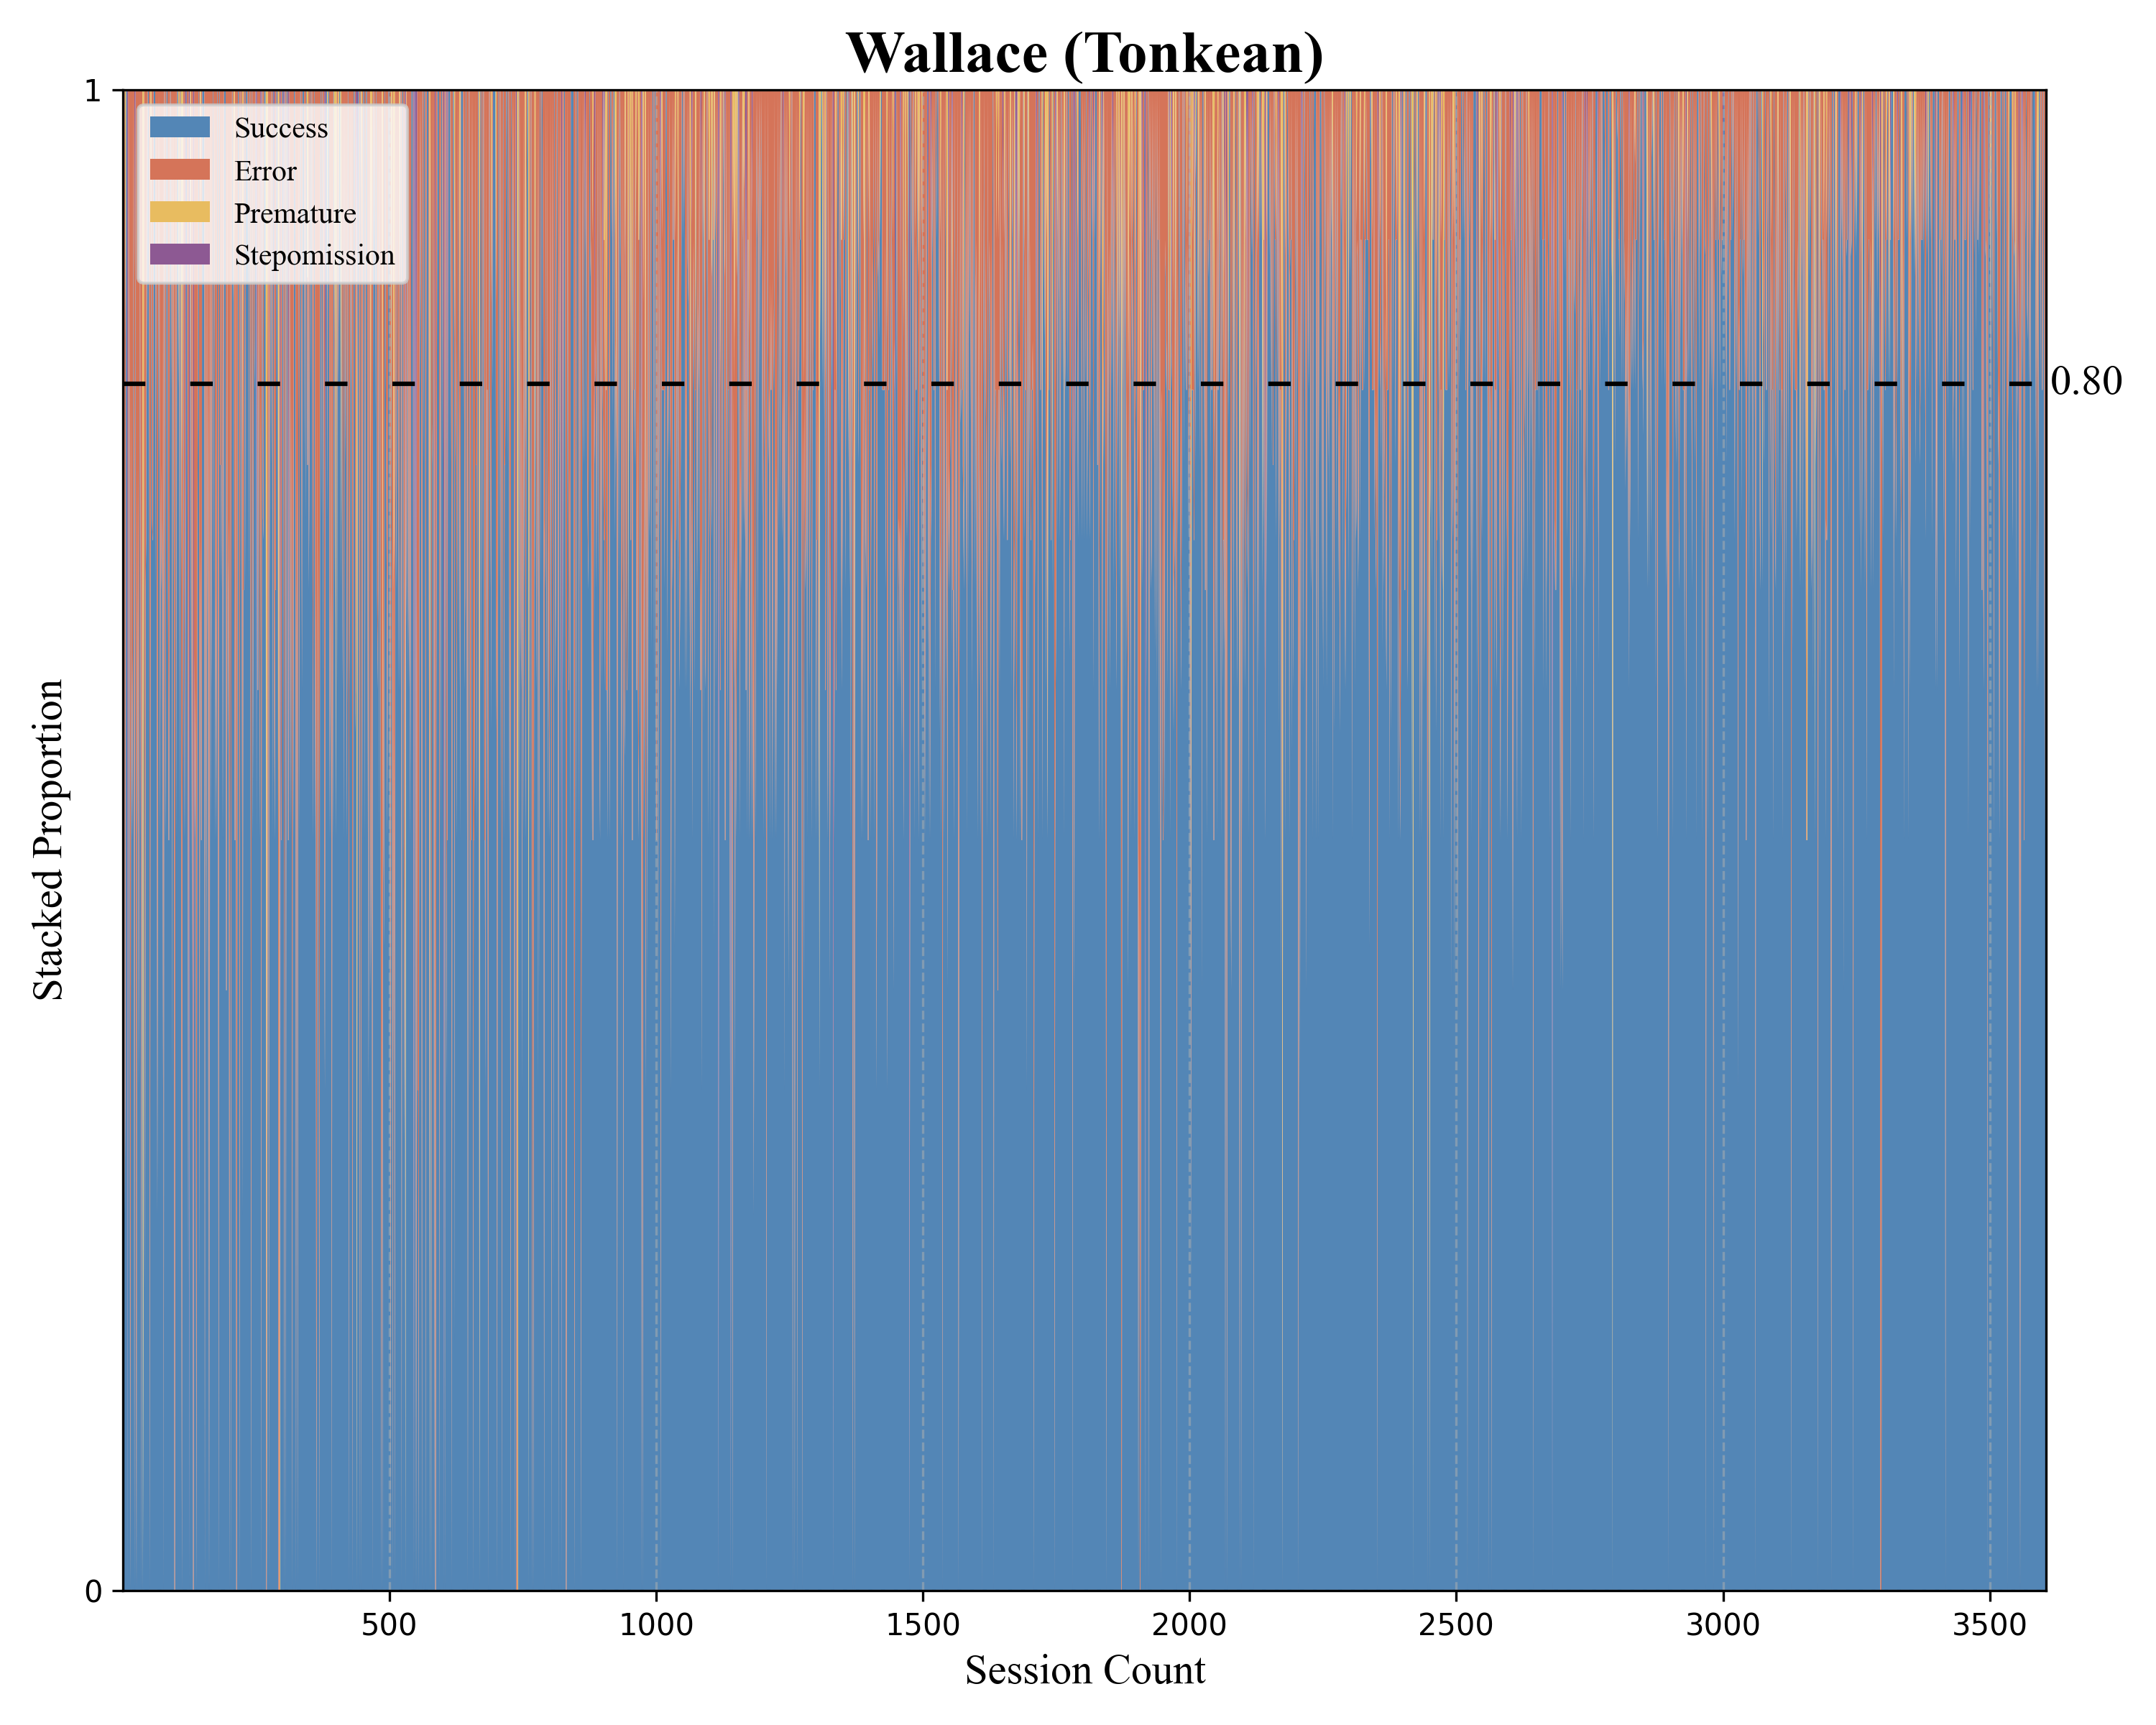 Wallace (Tonkean)
1
Success
Error
Premature
Stepomission
0.80
Stacked Proportion
0
500 1000 1500 2000 2500 3000 3500
Session Count